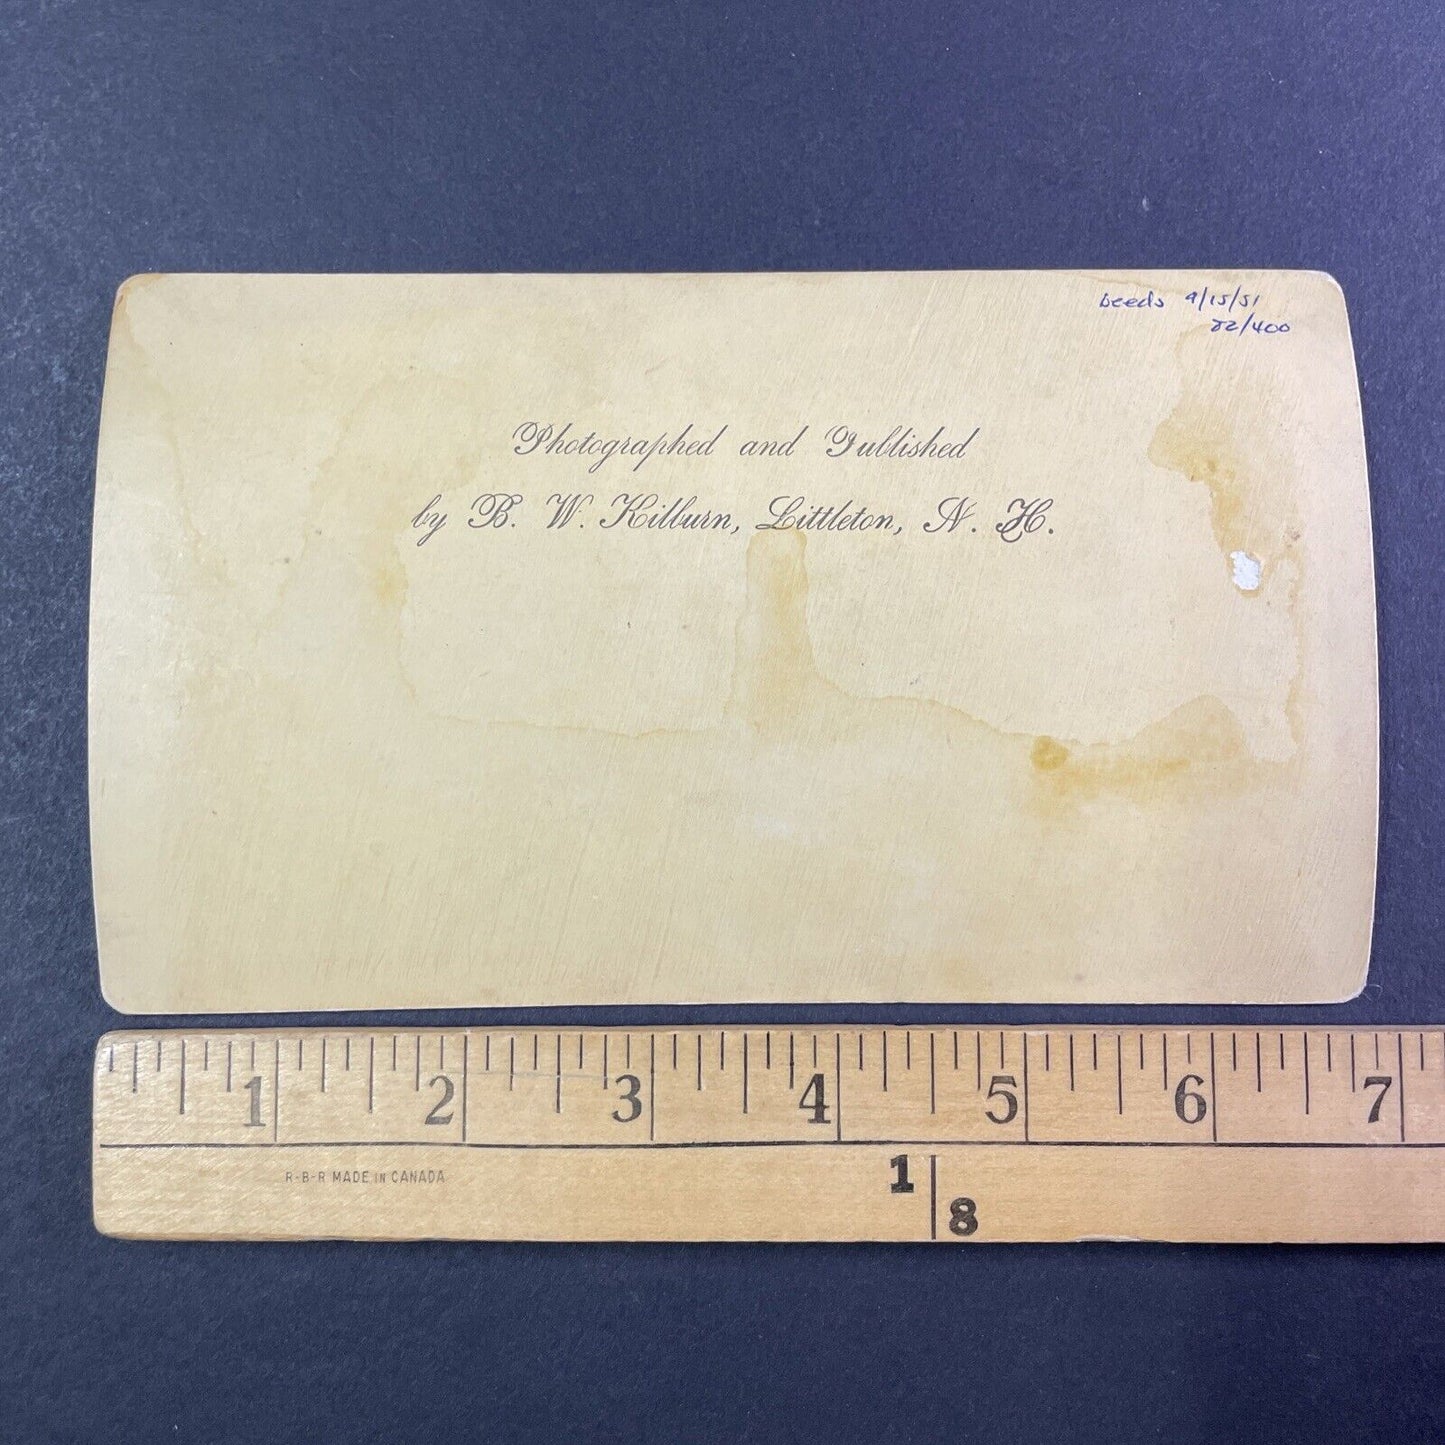 Deeds 9/15/51
22/400
Photographed and Published
by B. W. Kilburn, Littleton, N. H.
1 2 3 4 5 6 7
R-B-R MADE IN CANADA
1
8